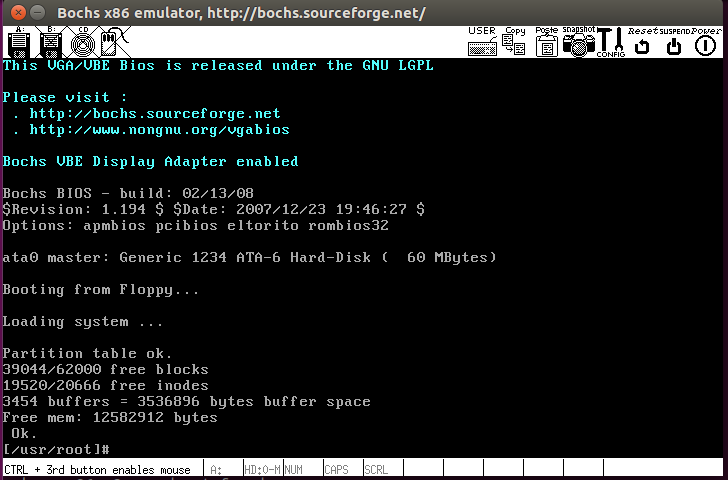 Bochs x86 emulator, http://bochs.sourceforge.net/
A: B: CD USER Copy Paste snapshot CONFIG Reset SUSPEND Power
This VGA/VBE Bios is released under the GNU LGPL
Please visit :
. http://bochs.sourceforge.net
. http://www.nongnu.org/vgabios
Bochs VBE Display Adapter enabled
Bochs BIOS - build: 02/13/08
$Revision: 1.194 $ $Date: 2007/12/23 19:46:27 $
Options: apmbios pcibios eltorito rombios32
ata0 master: Generic 1234 ATA-6 Hard-Disk (  60 MBytes)
Booting from Floppy...
Loading system ...
Partition table ok.
39044/62000 free blocks
19520/20666 free inodes
3454 buffers = 3536896 bytes buffer space
Free mem: 12582912 bytes
Ok.
[/usr/root]#
CTRL + 3rd button enables mouse A: HD:0-M NUM CAPS SCRL